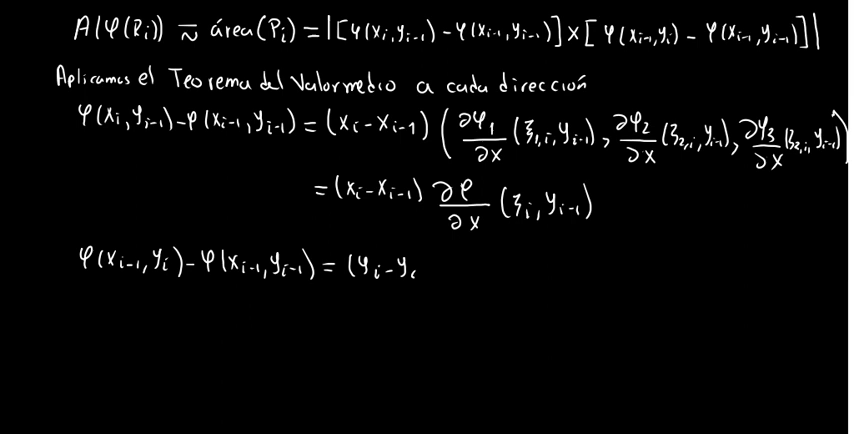 A(φ(Ri)) ≃ área(Pi) = |[φ(xi,yi-1) - φ(xi-1,yi-1)] × [φ(xi-1,yi) - φ(xi-1,yi-1)]|
Aplicamos el Teorema del Valor medio a cada dirección
φ(xi,yi-1) - φ(xi-1,yi-1) = (xi - xi-1) (∂φ1/∂x (ξ1,i, yi-1), ∂φ2/∂x (ξ2,i, yi-1), ∂φ3/∂x (ξ2,i, yi-1))
= (xi - xi-1) ∂φ/∂x (ξi, yi-1)
φ(xi-1, yi) - φ(xi-1, yi-1) = (yi - yi